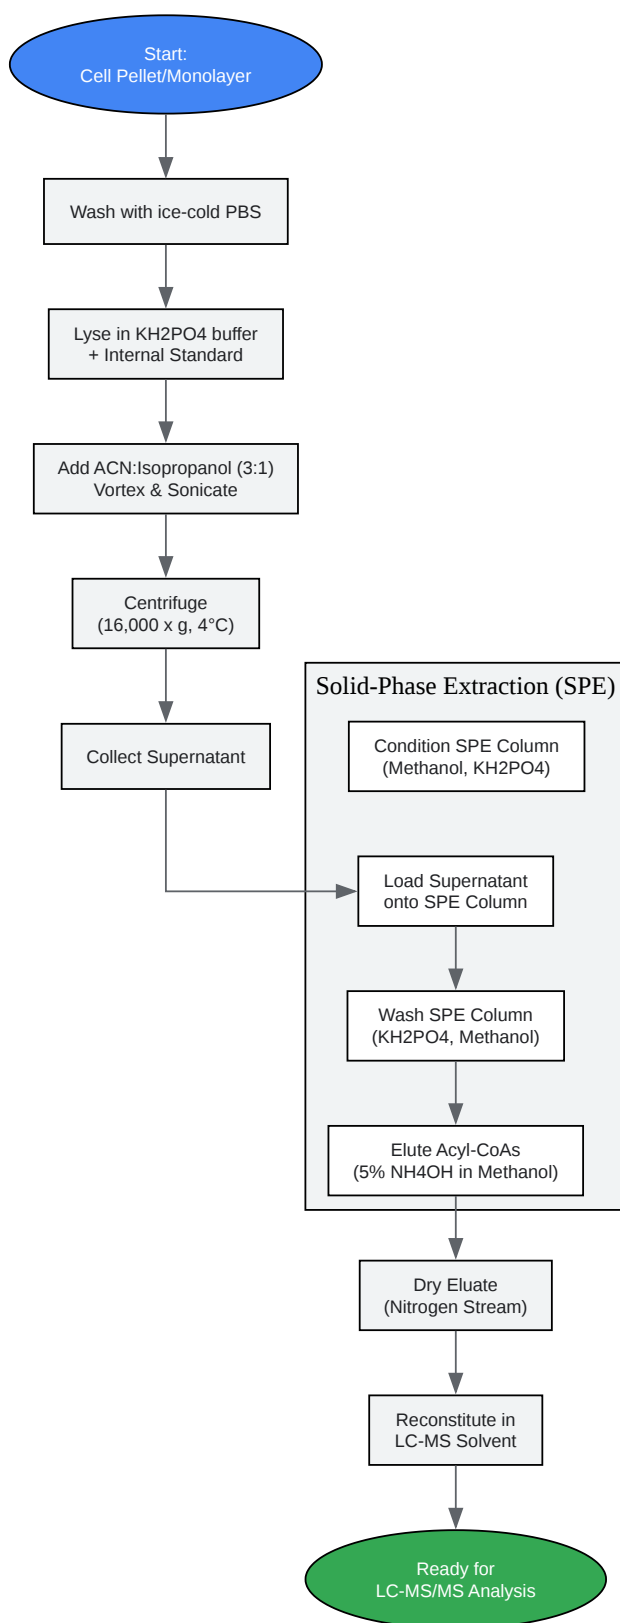 Start:
Cell Pellet/Monolayer
Wash with ice-cold PBS
Lyse in KH2PO4 buffer
+ Internal Standard
Add ACN:Isopropanol (3:1)
Vortex & Sonicate
Centrifuge
(16,000 x g, 4°C)
Collect Supernatant
Solid-Phase Extraction (SPE)
Condition SPE Column
(Methanol, KH2PO4)
Load Supernatant
onto SPE Column
Wash SPE Column
(KH2PO4, Methanol)
Elute Acyl-CoAs
(5% NH4OH in Methanol)
Dry Eluate
(Nitrogen Stream)
Reconstitute in
LC-MS Solvent
Ready for
LC-MS/MS Analysis